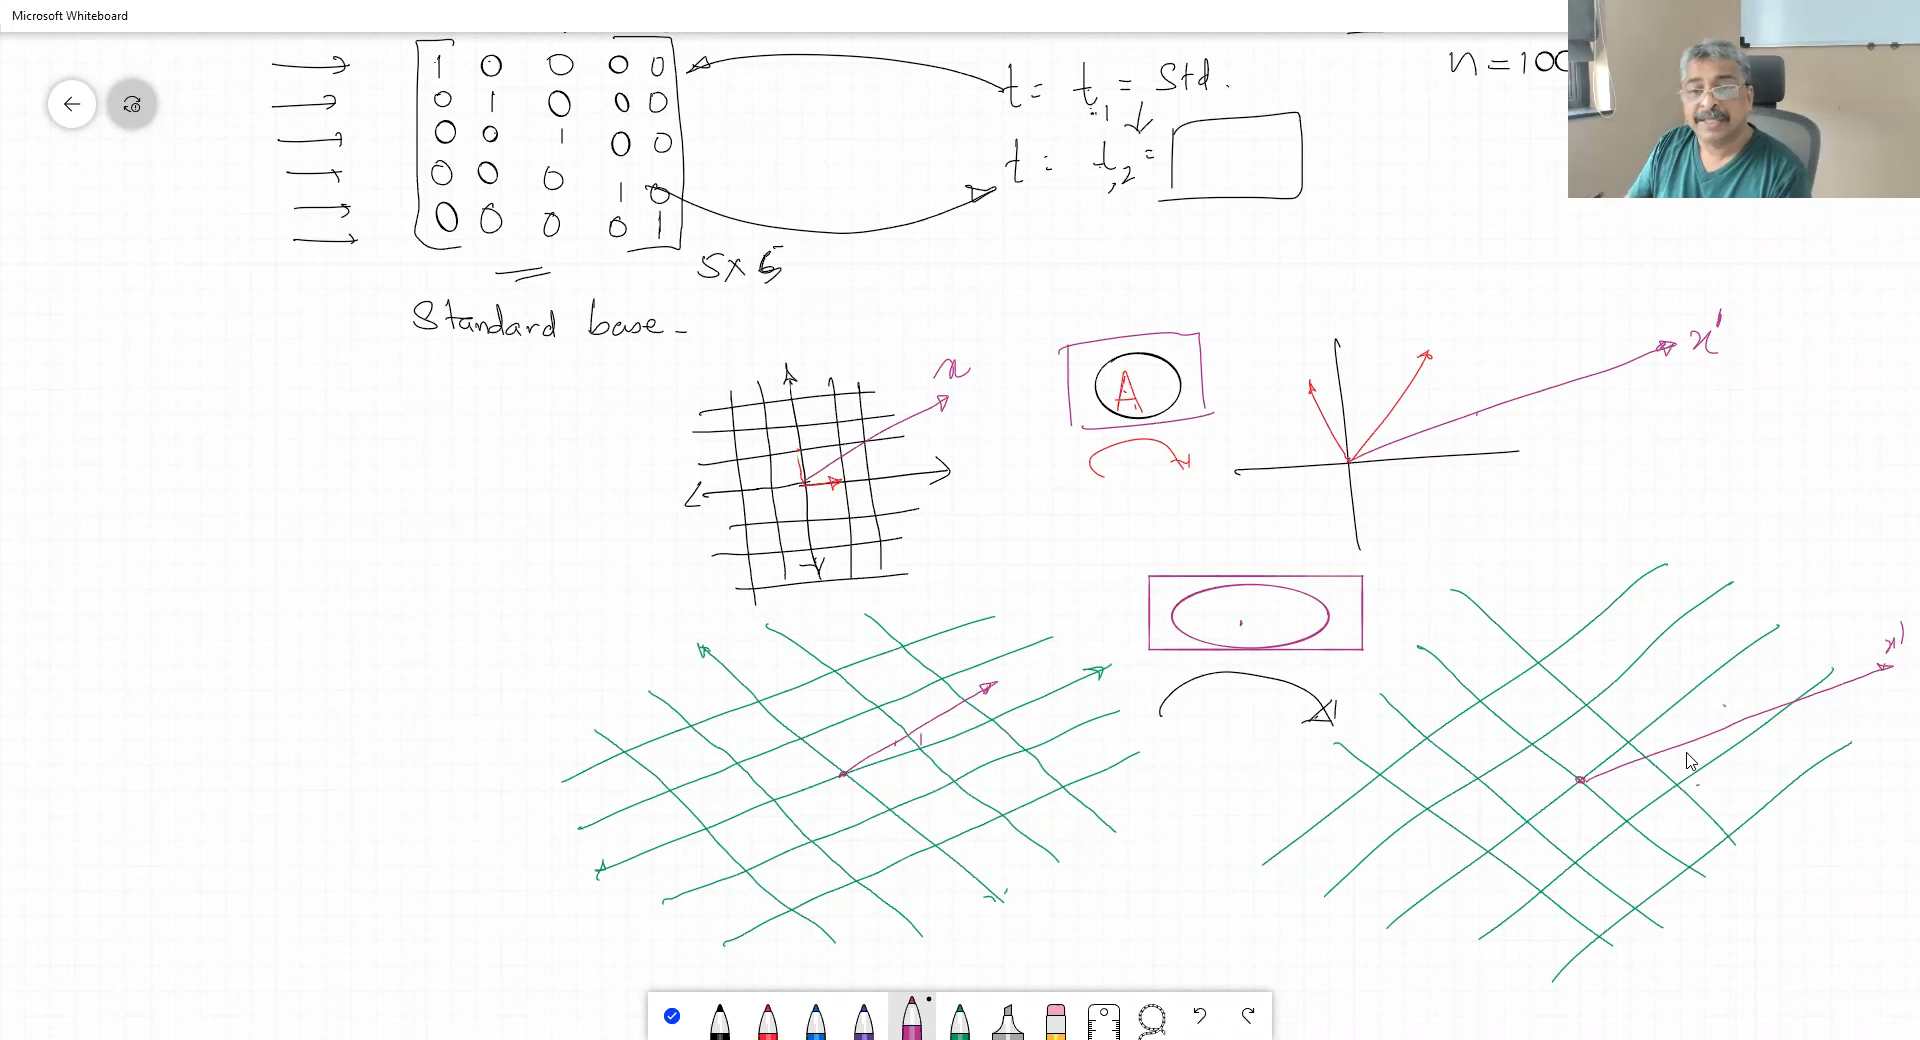 Microsoft Whiteboard
1 0 0 0 0
0 1 0 0 0
0 0 1 0 0
0 0 0 1 0
0 0 0 0 1
5x5
Standard base -
t = t1 = Std.
t = t2 =
n = 100
x
A
x'
x'